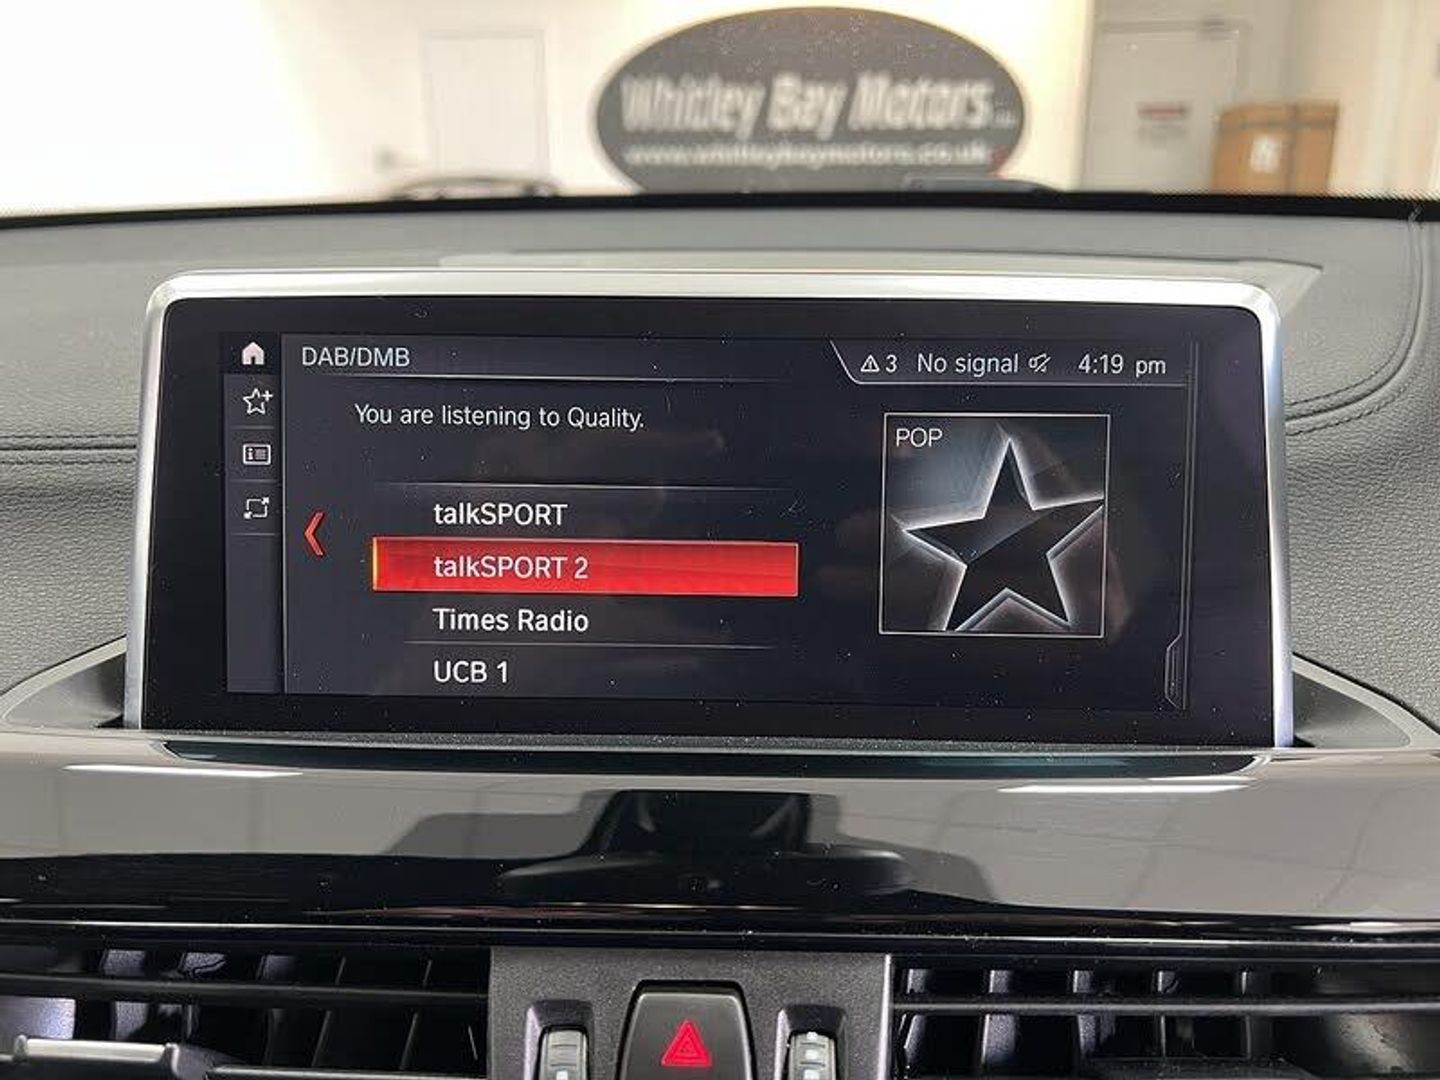 Whitley Bay Motors
www.whitleybaymotors.co.uk
DAB/DMB
3 No signal 4:19 pm
You are listening to Quality.
POP
talkSPORT
talkSPORT 2
Times Radio
UCB 1